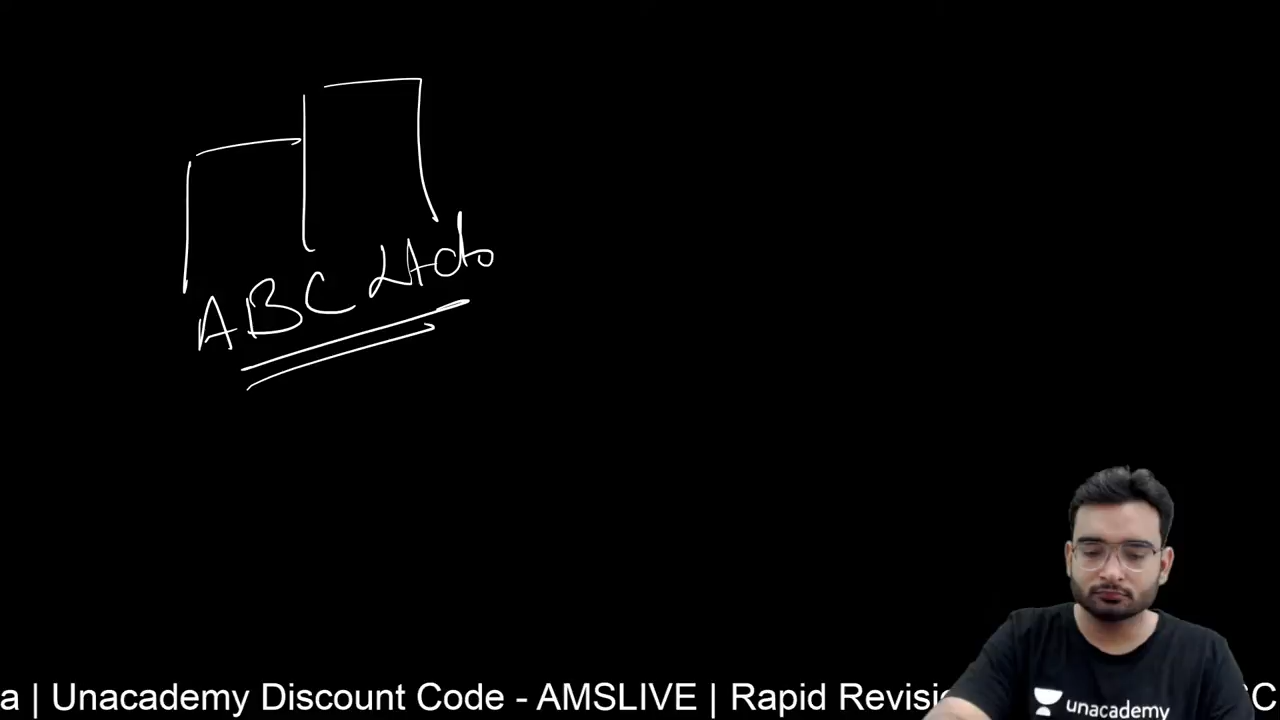 ABC Ltd.
a | Unacademy Discount Code - AMSLIVE | Rapid Revisi
C
unacademy